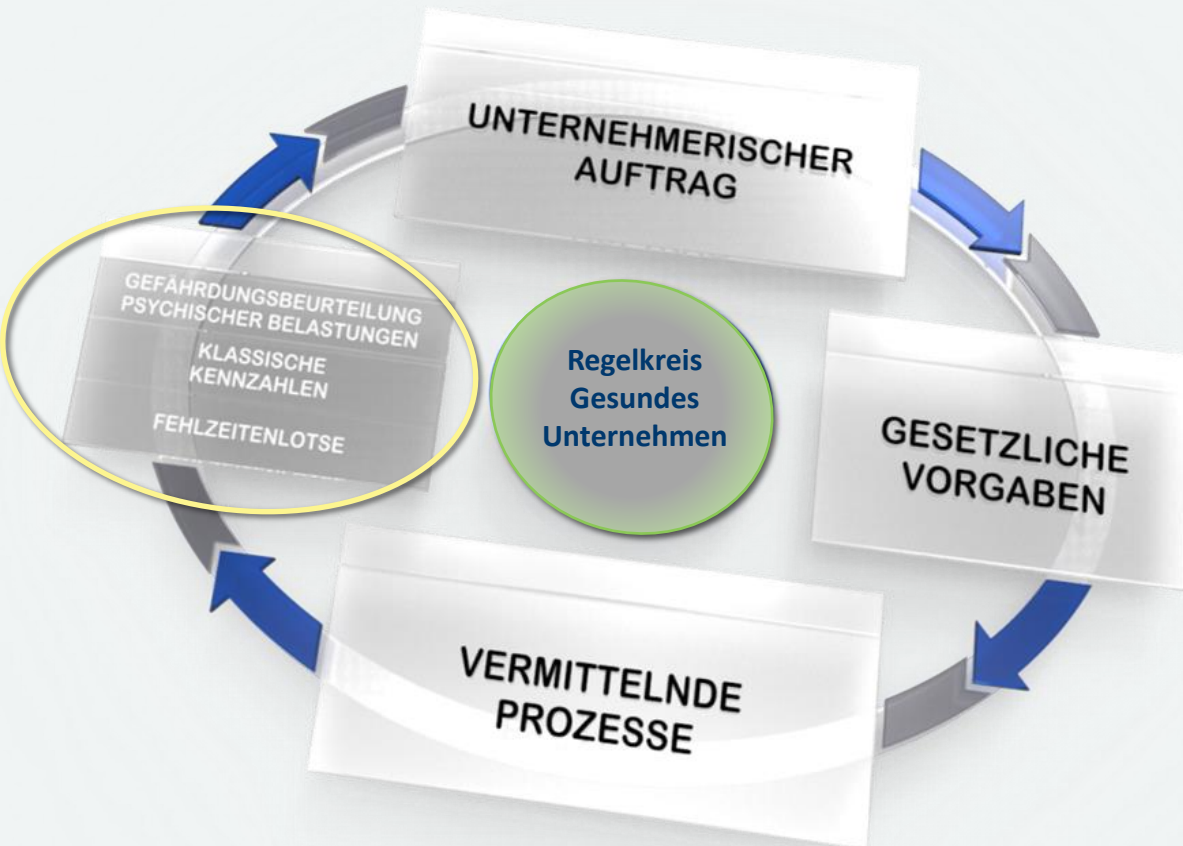 UNTERNEHMERISCHER
AUFTRAG
GEFÄHRDUNGSBEURTEILUNG
PSYCHISCHER BELASTUNGEN
KLASSISCHE
KENNZAHLEN
FEHLZEITENLOTSE
Regelkreis
Gesundes
Unternehmen
GESETZLICHE
VORGABEN
VERMITTELNDE
PROZESSE